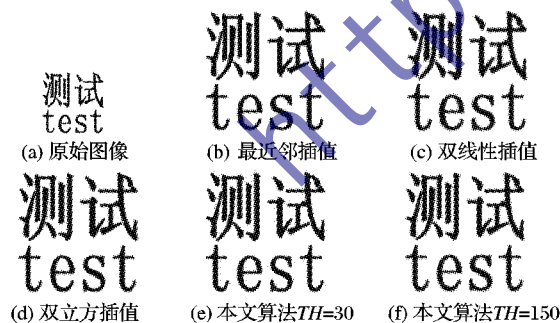 测试
test
(a) 原始图像
测试
test
(b) 最近邻插值
测试
test
(c) 双线性插值
测试
test
(d) 双立方插值
测试
test
(e) 本文算法TH=30
测试
test
(f) 本文算法TH=150
http